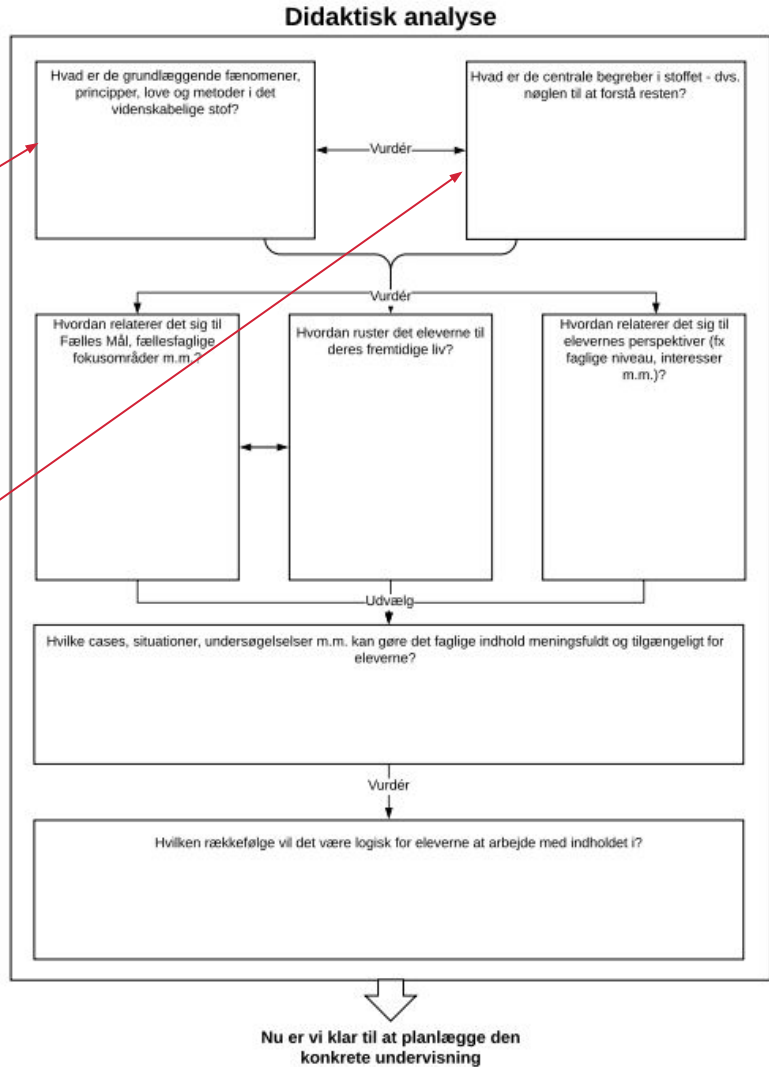 Didaktisk analyse
Hvad er de grundlæggende fænomener,
principper, love og metoder i det
videnskabelige stof?
Hvad er de centrale begreber i stoffet - dvs.
nøglen til at forstå resten?
Vurdér
Vurdér
Hvordan relaterer det sig til
Fælles Mål, fællesfaglige
fokusområder m.m.?
Hvordan ruster det eleverne til
deres fremtidige liv?
Hvordan relaterer det sig til
elevernes perspektiver (fx
faglige niveau, interesser
m.m.)?
Udvælg
Hvilke cases, situationer, undersøgelselser m.m. kan gøre det faglige indhold meningsfuldt og tilgængeligt for
eleverne?
Vurdér
Hvilken rækkefølge vil det være logisk for eleverne at arbejde med indholdet i?
Nu er vi klar til at planlægge den
konkrete undervisning